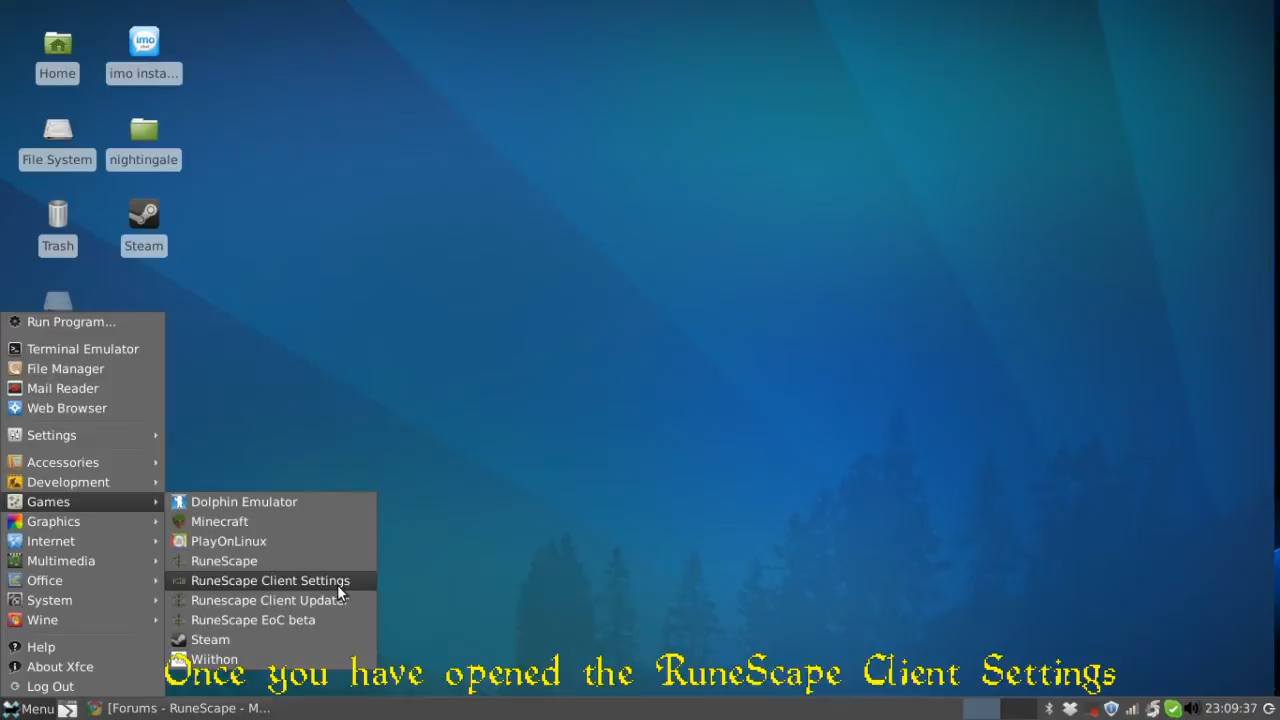 Home
imo insta...
File System
nightingale
Trash
Steam
Run Program...
Terminal Emulator
File Manager
Mail Reader
Web Browser
Settings
Accessories
Development
Games
Graphics
Internet
Multimedia
Office
System
Wine
Help
About Xfce
Log Out
Dolphin Emulator
Minecraft
PlayOnLinux
RuneScape
RuneScape Client Settings
Runescape Client Updater
RuneScape EoC beta
Steam
Wiithon
Once you have opened the RuneScape Client Settings
Menu
[Forums - RuneScape - M...
23:09:37